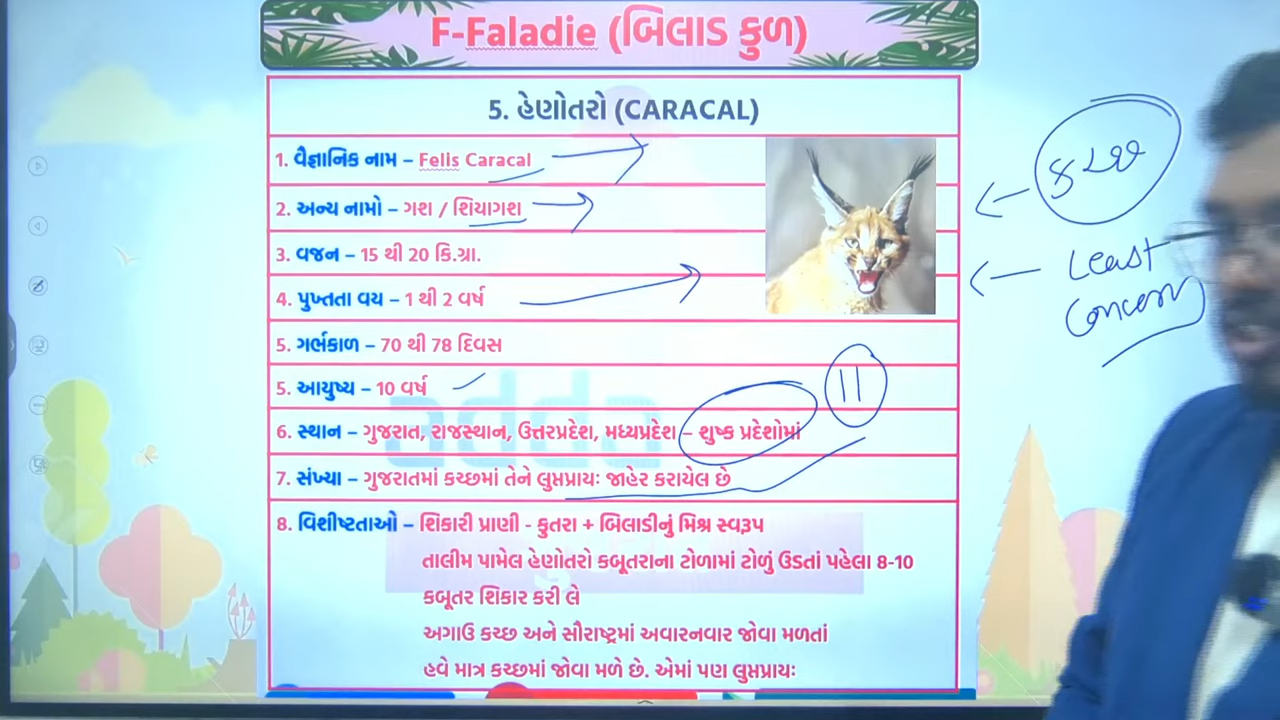 F-Faladie (બિલાડ કુળ)
5. હેણોતરો (CARACAL)
1. વૈજ્ઞાનિક નામ – Felis Caracal
2. અન્ય નામો – ગશ / શિયાગશ
3. વજન – 15 થી 20 કિ.ગ્રા.
4. પુખ્તતા વય – 1 થી 2 વર્ષ
5. ગર્ભકાળ – 70 થી 78 દિવસ
5. આયુષ્ય – 10 વર્ષ
6. સ્થાન – ગુજરાત, રાજસ્થાન, ઉત્તરપ્રદેશ, મધ્યપ્રદેશ – શુષ્ક પ્રદેશોમાં
7. સંખ્યા – ગુજરાતમાં કચ્છમાં તેને લુપ્તપ્રાયઃ જાહેર કરાયેલ છે
8. વિશીષ્ટતાઓ – શિકારી પ્રાણી - કુતરા + બિલાડીનું મિશ્ર સ્વરૂપ
તાલીમ પામેલ હેણોતરો કબૂતરાના ટોળામાં ટોળું ઉડતાં પહેલા 8-10
કબૂતર શિકાર કરી લે
અગાઉ કચ્છ અને સૌરાષ્ટ્રમાં અવારનવાર જોવા મળતાં
હવે માત્ર કચ્છમાં જોવા મળે છે. એમાં પણ લુપ્તપ્રાયઃ
કચ્છ
Least
Concern
11
adda